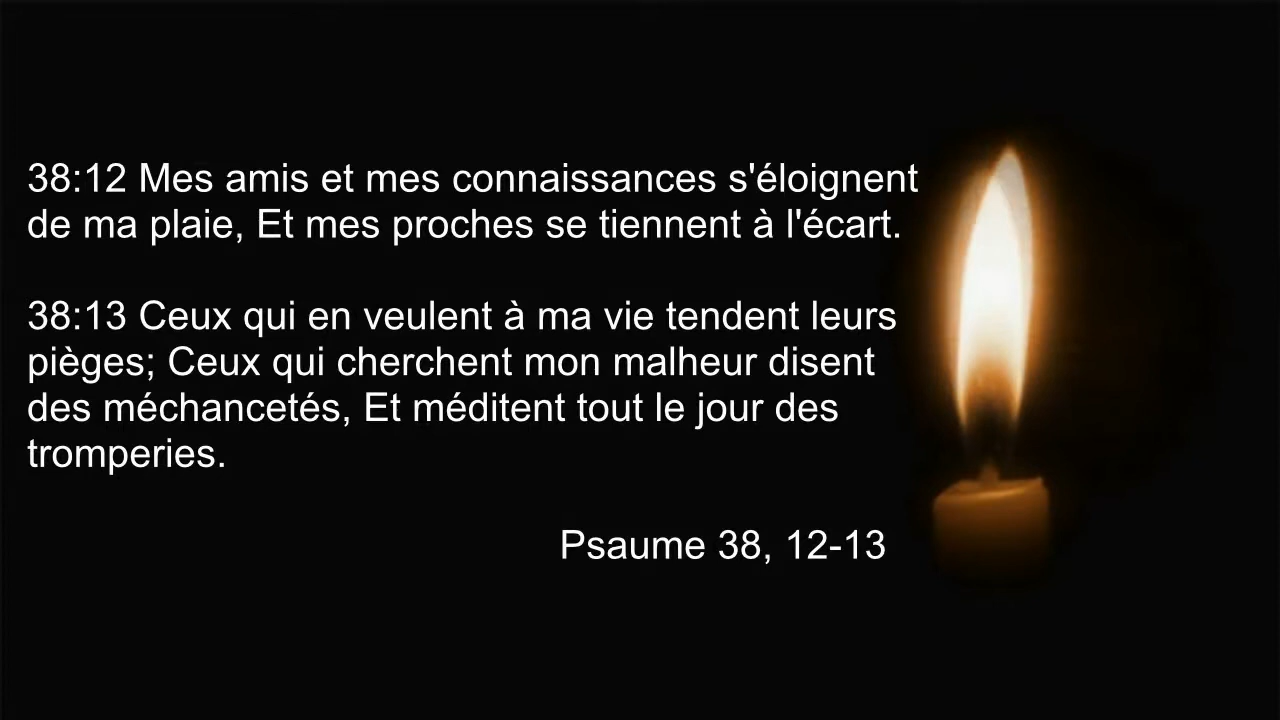 38:12 Mes amis et mes connaissances s'éloignent
de ma plaie, Et mes proches se tiennent à l'écart.
38:13 Ceux qui en veulent à ma vie tendent leurs
pièges; Ceux qui cherchent mon malheur disent
des méchancetés, Et méditent tout le jour des
tromperies.
Psaume 38, 12-13